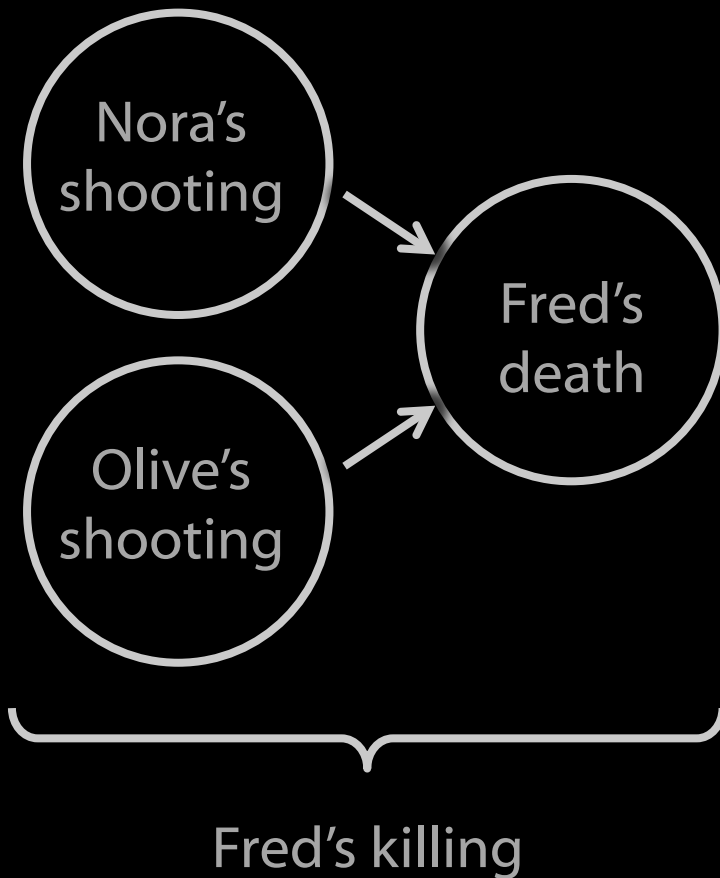 Nora’s
shooting
Fred’s
death
Olive’s
shooting
Fred’s killing